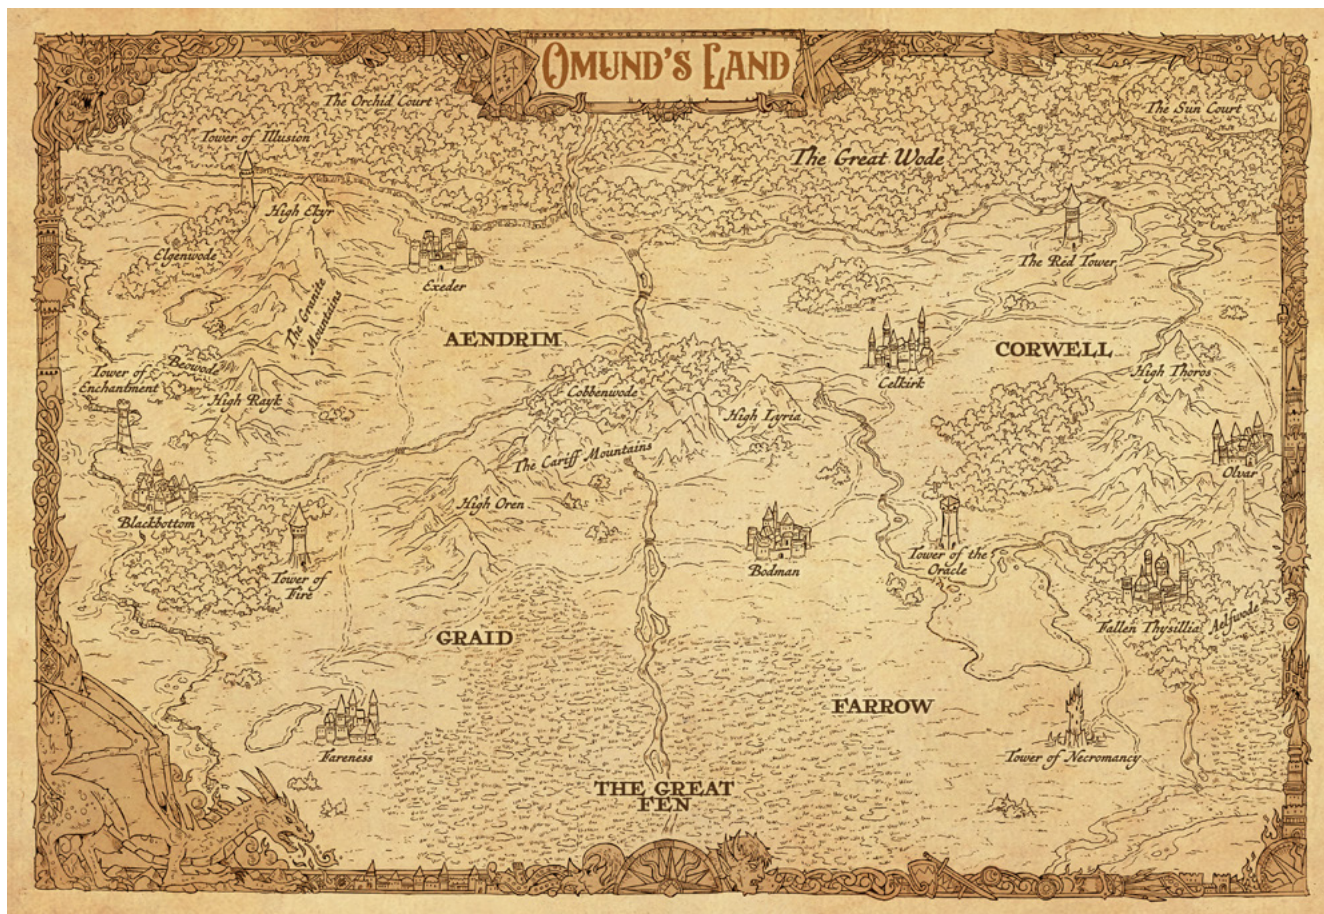 OMUND'S LAND
The Orchid Court
The Sun Court
Tower of Illusion
The Great Wode
High Ekyr
Elgenwode
The Red Tower
Exeder
The Granite
Mountains
AENDRIM
CORWELL
Beowode
Tower of
Enchantment
High Rayk
Cobbenwode
Celkirk
High Thoros
High Lyria
The Cariff Mountains
Olvar
High Oren
Blackbottom
Tower of
Fire
Bodman
Tower of the
Oracle
Fallen Thysillia
Aelfwode
GRAID
FARROW
Fareness
Tower of Necromancy
THE GREAT
FEN